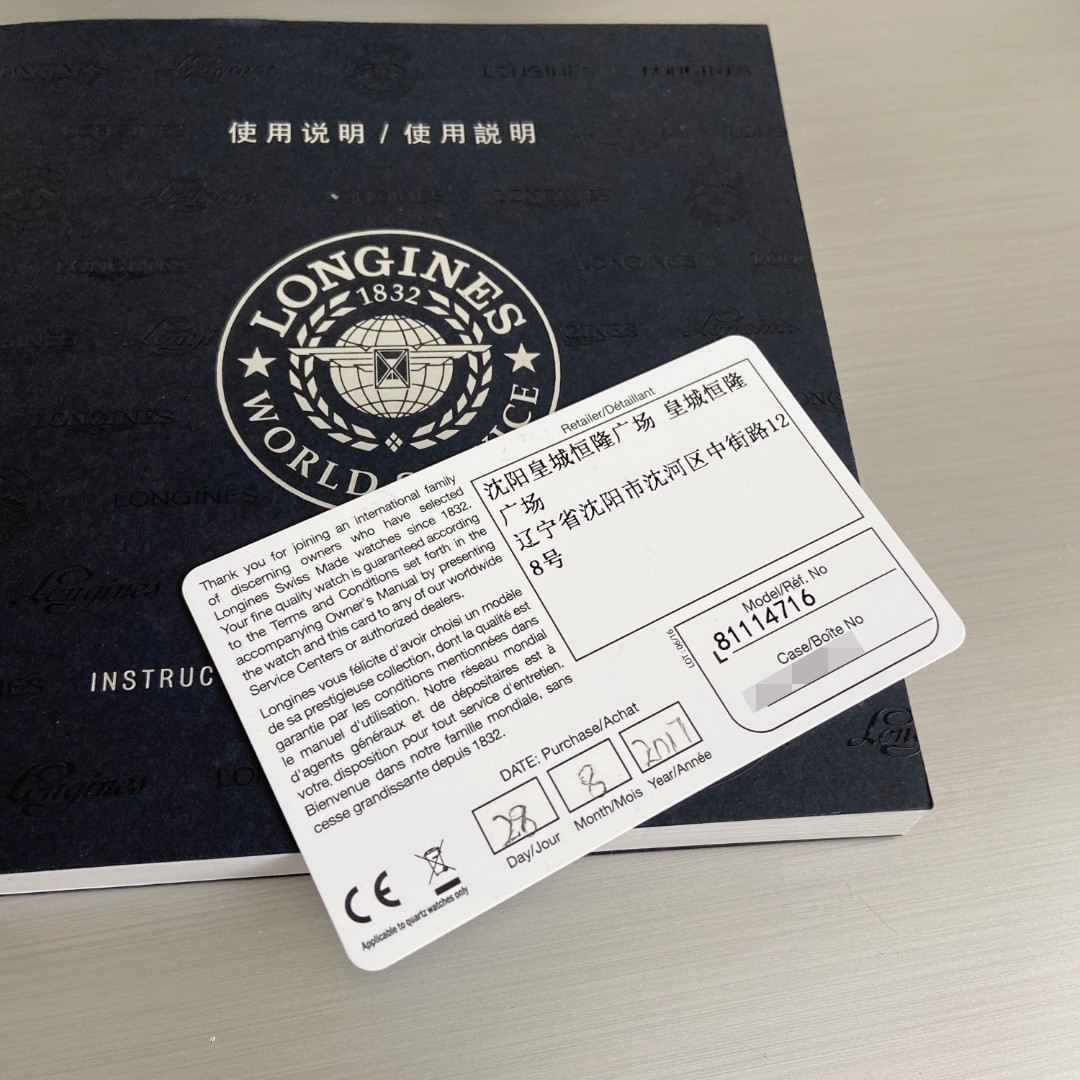 使用说明 / 使用説明
LONGINES
1832
WORLD
INSTRUC
Thank you for joining an international family
of discerning owners who have selected
Longines Swiss Made watches since 1832.
Your fine quality watch is guaranteed according
to the Terms and Conditions set forth in the
accompanying Owner's Manual by presenting
the watch and this card to any of our worldwide
Service Centers or authorized dealers.
Longines vous félicite d'avoir choisi un modèle
de sa prestigieuse collection, dont la qualité est
garantie par les conditions mentionnées dans
le manuel d'utilisation. Notre réseau mondial
d'agents généraux et de dépositaires est à
votre disposition pour tout service d'entretien.
Bienvenue dans notre famille mondiale, sans
cesse grandissante depuis 1832.
Retailer/Détaillant
沈阳皇城恒隆广场 皇城恒隆
广场
辽宁省沈阳市沈河区中街路12
8号
LOT: 06/16
Model/Réf. No
L81114716
Case/Boîte No
DATE: Purchase/Achat
28 8 2017
Day/Jour Month/Mois Year/Année
CE
Applicable to quartz watches only